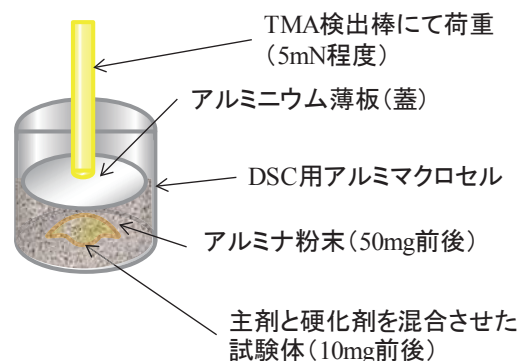 TMA検出棒にて荷重
（5mN程度）
アルミニウム薄板（蓋）
DSC用アルミマクロセル
アルミナ粉末（50mg前後）
主剤と硬化剤を混合させた
試験体（10mg前後）